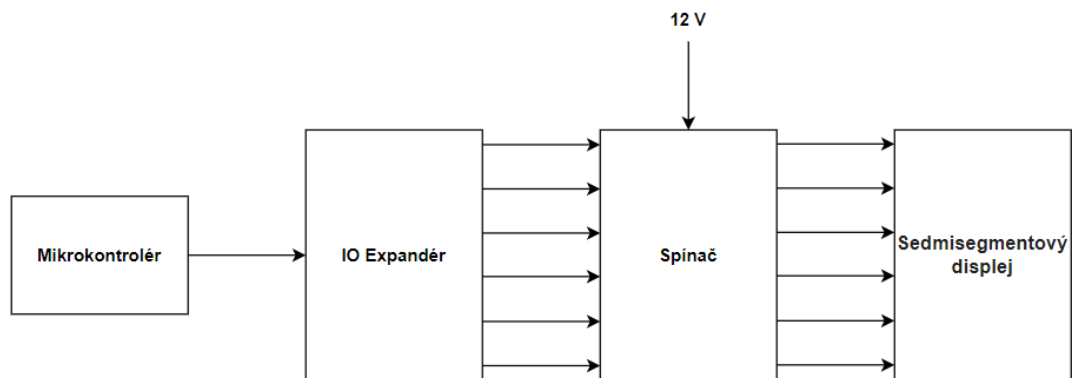 12 V
Mikrokontrolér
IO Expandér
Spínač
Sedmisegmentový
displej